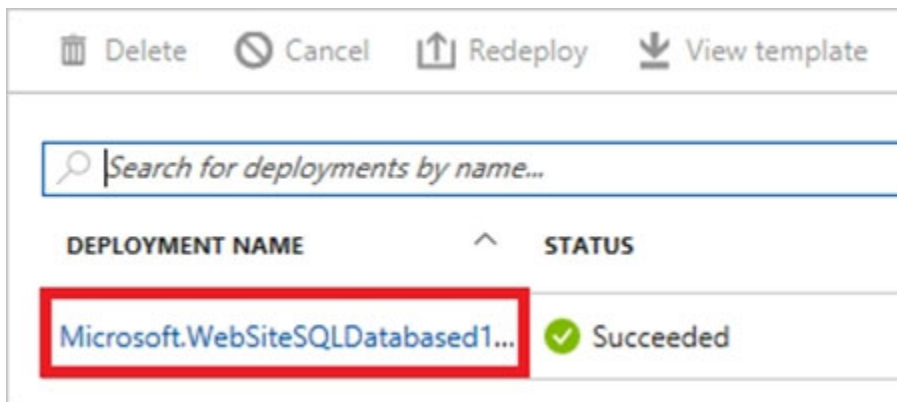 Delete Cancel Redeploy View template
Search for deployments by name...
DEPLOYMENT NAME STATUS
Microsoft.WebSiteSQLDatabased1... Succeeded